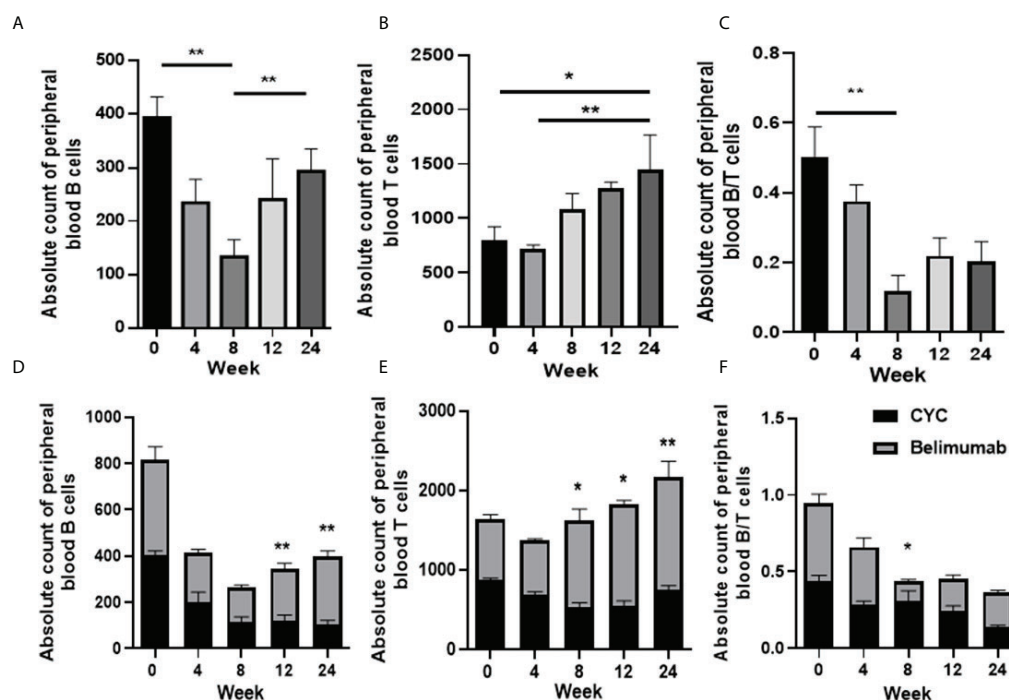 A
Absolute count of peripheral
blood B cells
500
400
300
200
100
0
**
**
0 4 8 12 24
Week
B
Absolute count of peripheral
blood T cells
2500
2000
1500
1000
500
0
*
**
0 4 8 12 24
Week
C
Absolute count of peripheral
blood B/T cells
0.8
0.6
0.4
0.2
0.0
**
0 4 8 12 24
Week
D
Absolute count of peripheral
blood B cells
1000
800
600
400
200
0
** **
0 4 8 12 24
Week
E
Absolute count of peripheral
blood T cells
3000
2000
1000
0
* * **
0 4 8 12 24
Week
F
Absolute count of peripheral
blood B/T cells
1.5
1.0
0.5
0.0
CYC
Belimumab
*
0 4 8 12 24
Week